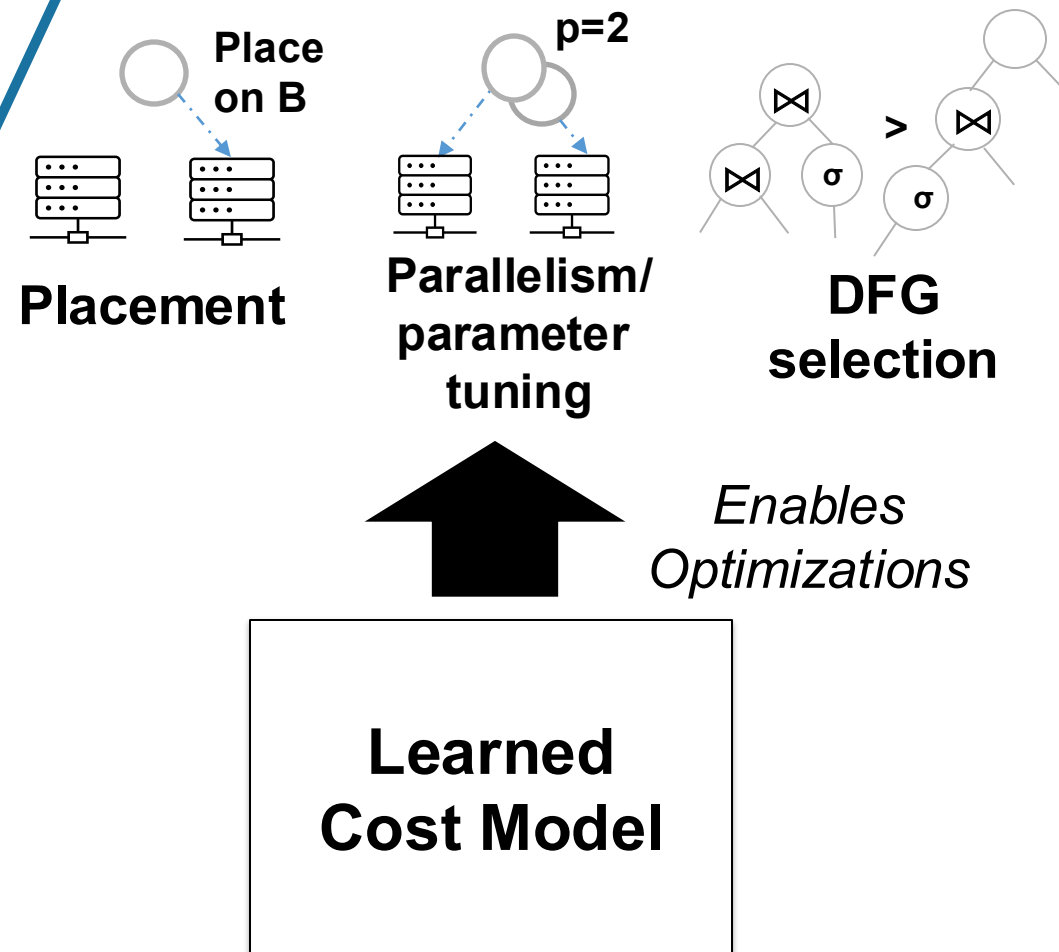 Place
on B
p=2
⋈
>
⋈
⋈
σ
σ
Placement
Parallelism/
parameter
tuning
DFG
selection
Enables
Optimizations
Learned
Cost Model